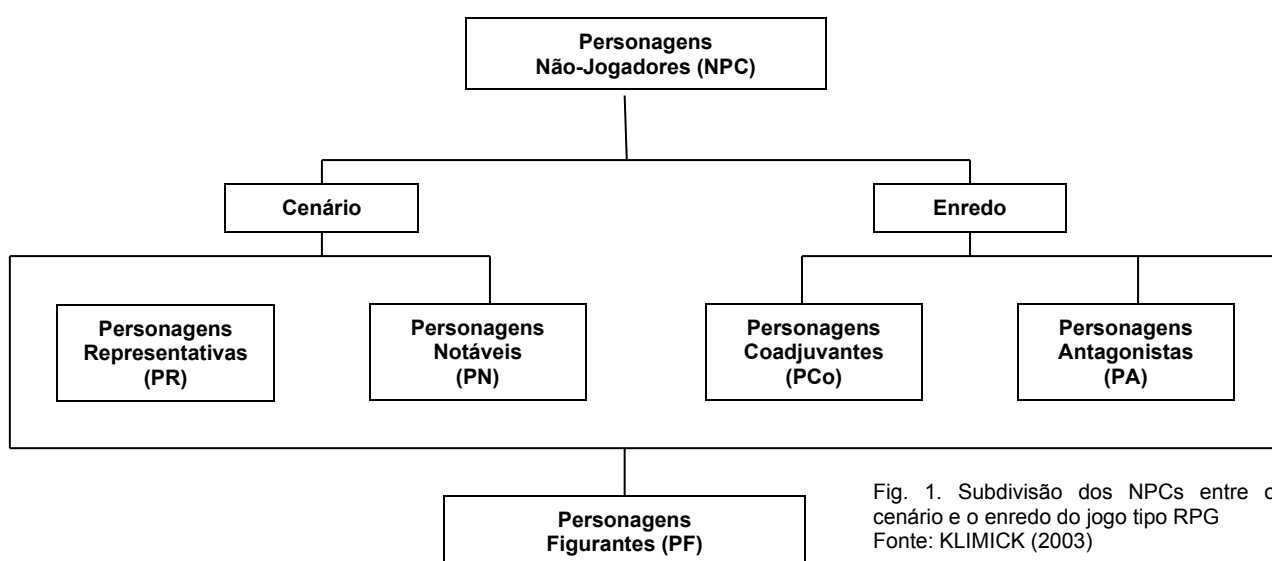 Personagens
Não-Jogadores (NPC)
Cenário
Enredo
Personagens
Representativas
(PR)
Personagens
Notáveis
(PN)
Personagens
Coadjuvantes
(PCo)
Personagens
Antagonistas
(PA)
Personagens
Figurantes (PF)
Fig. 1. Subdivisão dos NPCs entre o
cenário e o enredo do jogo tipo RPG
Fonte: KLIMICK (2003)